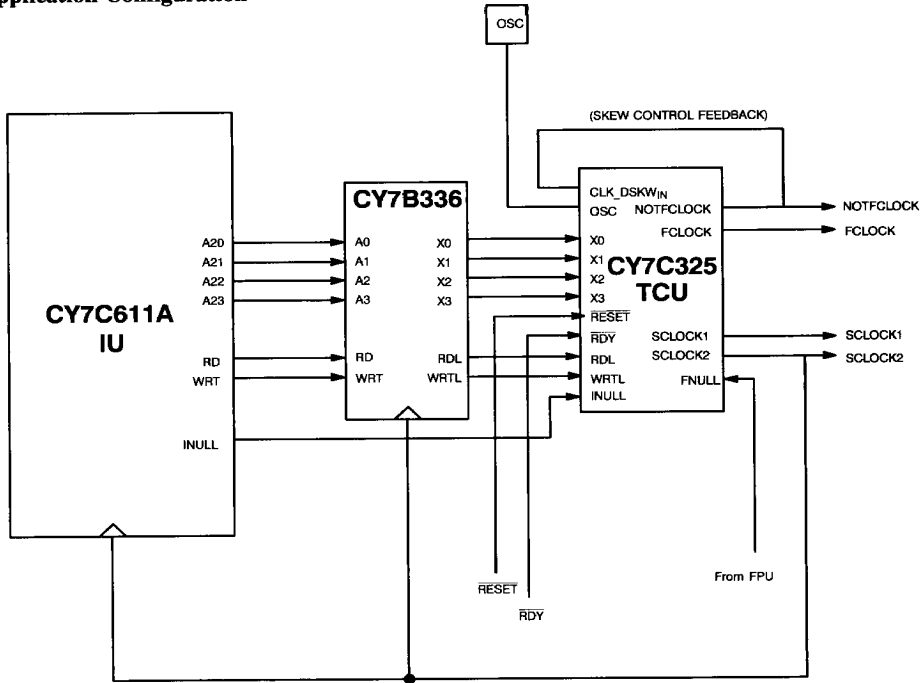 Application Configuration
OSC
(SKEW CONTROL FEEDBACK)
CY7C611A
IU
A20
A21
A22
A23
RD
WRT
INULL
CY7B336
A0
A1
A2
A3
RD
WRT
X0
X1
X2
X3
RDL
WRTL
CLK_DSKW_IN
OSC
X0
X1
X2
X3
RESET
RDY
RDL
WRTL
INULL
CY7C325
TCU
NOTFCLOCK
FCLOCK
SCLOCK1
SCLOCK2
FNULL
NOTFCLOCK
FCLOCK
SCLOCK1
SCLOCK2
RESET
RDY
From FPU